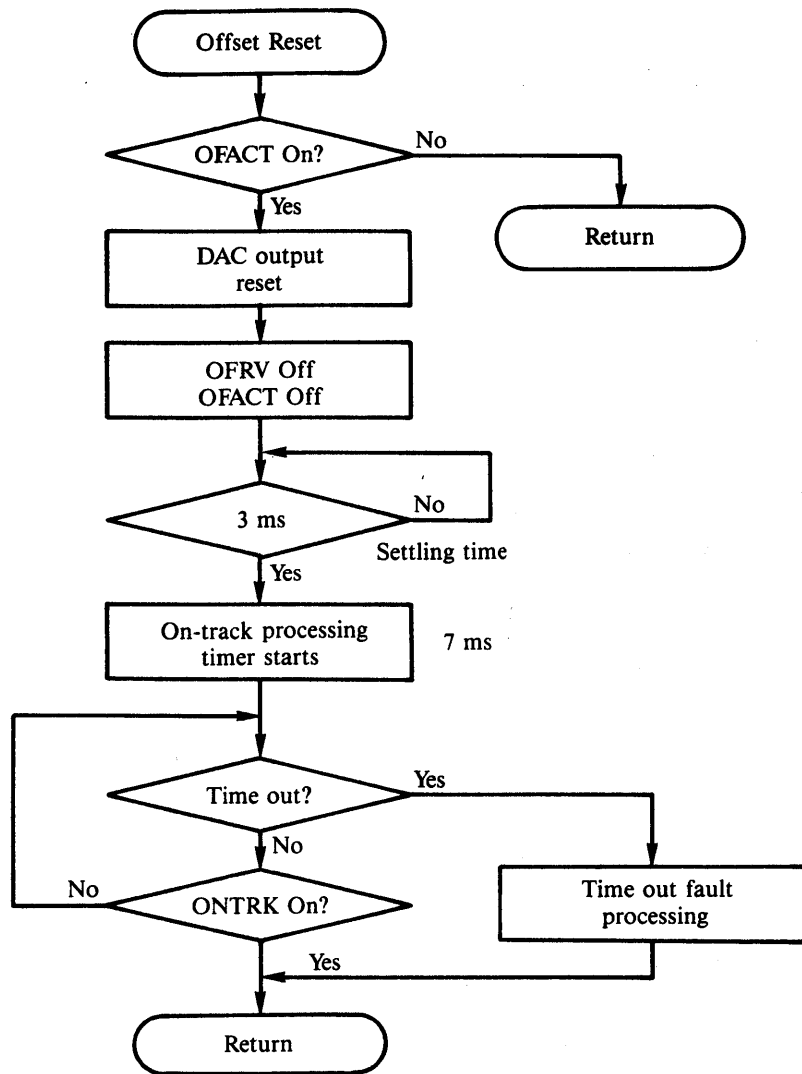 Offset Reset
OFACT On?
No
Return
Yes
DAC output
reset
OFRV Off
OFACT Off
3 ms
No
Settling time
Yes
On-track processing
timer starts
7 ms
Time out?
Yes
No
Time out fault
processing
ONTRK On?
No
Yes
Return